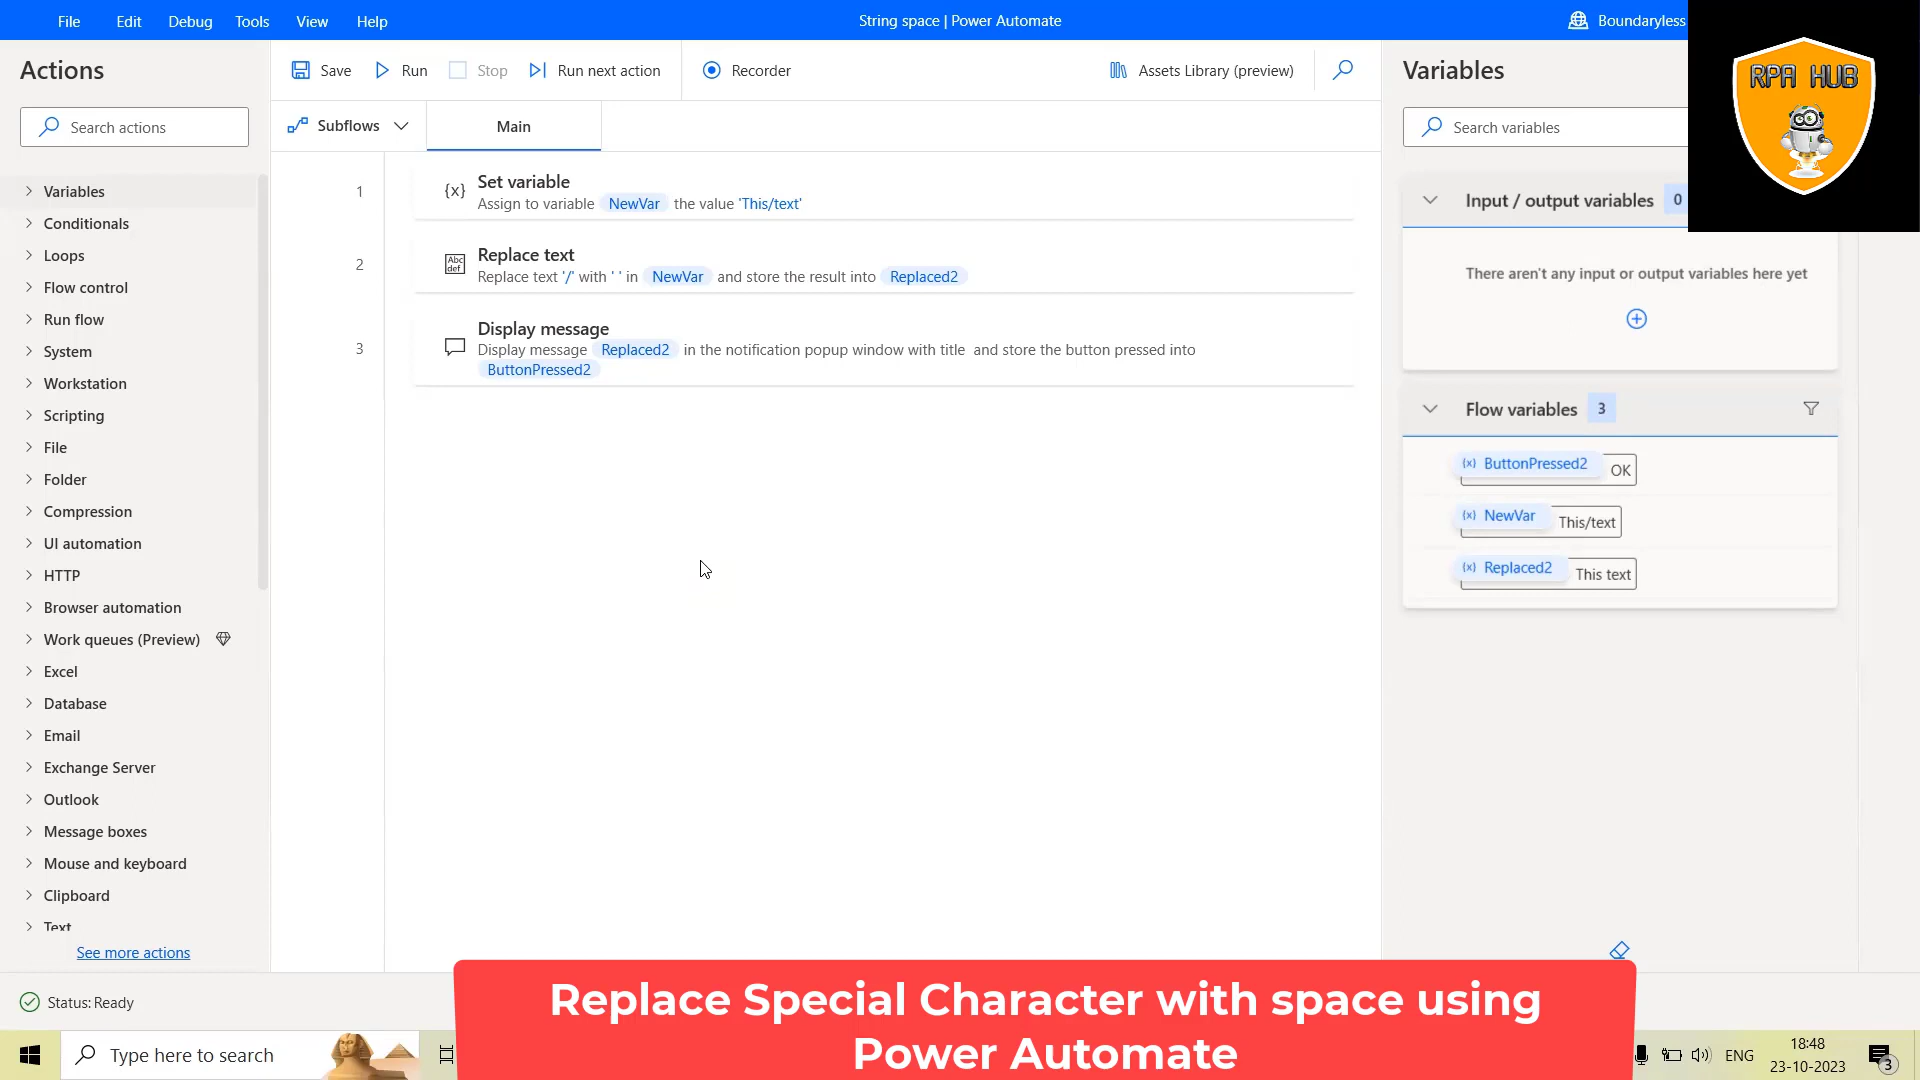 File Edit Debug Tools View Help
String space | Power Automate
Boundaryless
RPA HUB
Actions
Search actions
Variables
Conditionals
Loops
Flow control
Run flow
System
Workstation
Scripting
File
Folder
Compression
UI automation
HTTP
Browser automation
Work queues (Preview)
Excel
Database
Email
Exchange Server
Outlook
Message boxes
Mouse and keyboard
Clipboard
Text
See more actions
Save Run Stop Run next action Recorder Assets Library (preview)
Subflows Main
1
{x} Set variable
Assign to variable NewVar the value 'This/text'
2
Abc
def
Replace text
Replace text '/' with ' ' in NewVar and store the result into Replaced2
3
Display message
Display message Replaced2 in the notification popup window with title and store the button pressed into
ButtonPressed2
Variables
Search variables
Input / output variables 0
There aren't any input or output variables here yet
Flow variables 3
(x) ButtonPressed2 OK
(x) NewVar This/text
(x) Replaced2 This text
Status: Ready
Replace Special Character with space using
Power Automate
Type here to search
ENG
18:48
23-10-2023
3